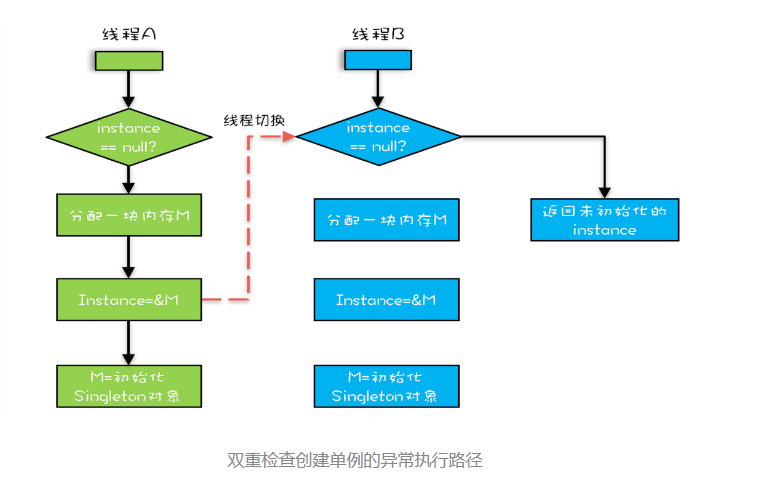 线程A
线程B
线程切换
instance
== null?
instance
== null?
分配一块内存M
分配一块内存M
返回未初始化的
instance
Instance=&M
Instance=&M
M=初始化
Singleton对象
M=初始化
Singleton对象
双重检查创建单例的异常执行路径